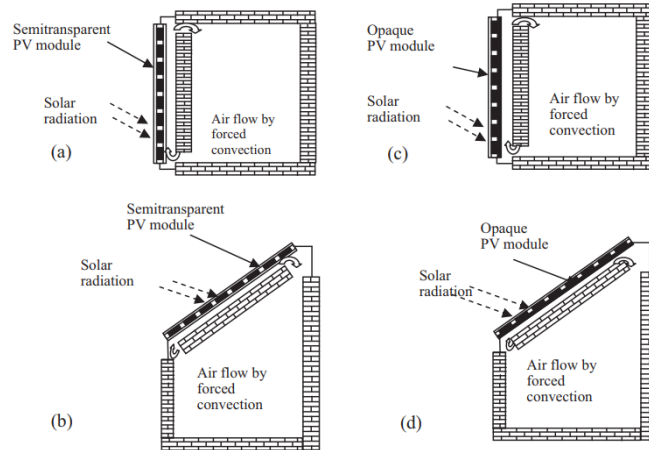 Semitransparent
PV module
Solar
radiation
Air flow by
forced
convection
(a)
Opaque
PV module
Solar
radiation
Air flow by
forced
convection
(c)
Semitransparent
PV module
Solar
radiation
Air flow by
forced
convection
(b)
Opaque
PV module
Solar
radiation
Air flow by
forced
convection
(d)